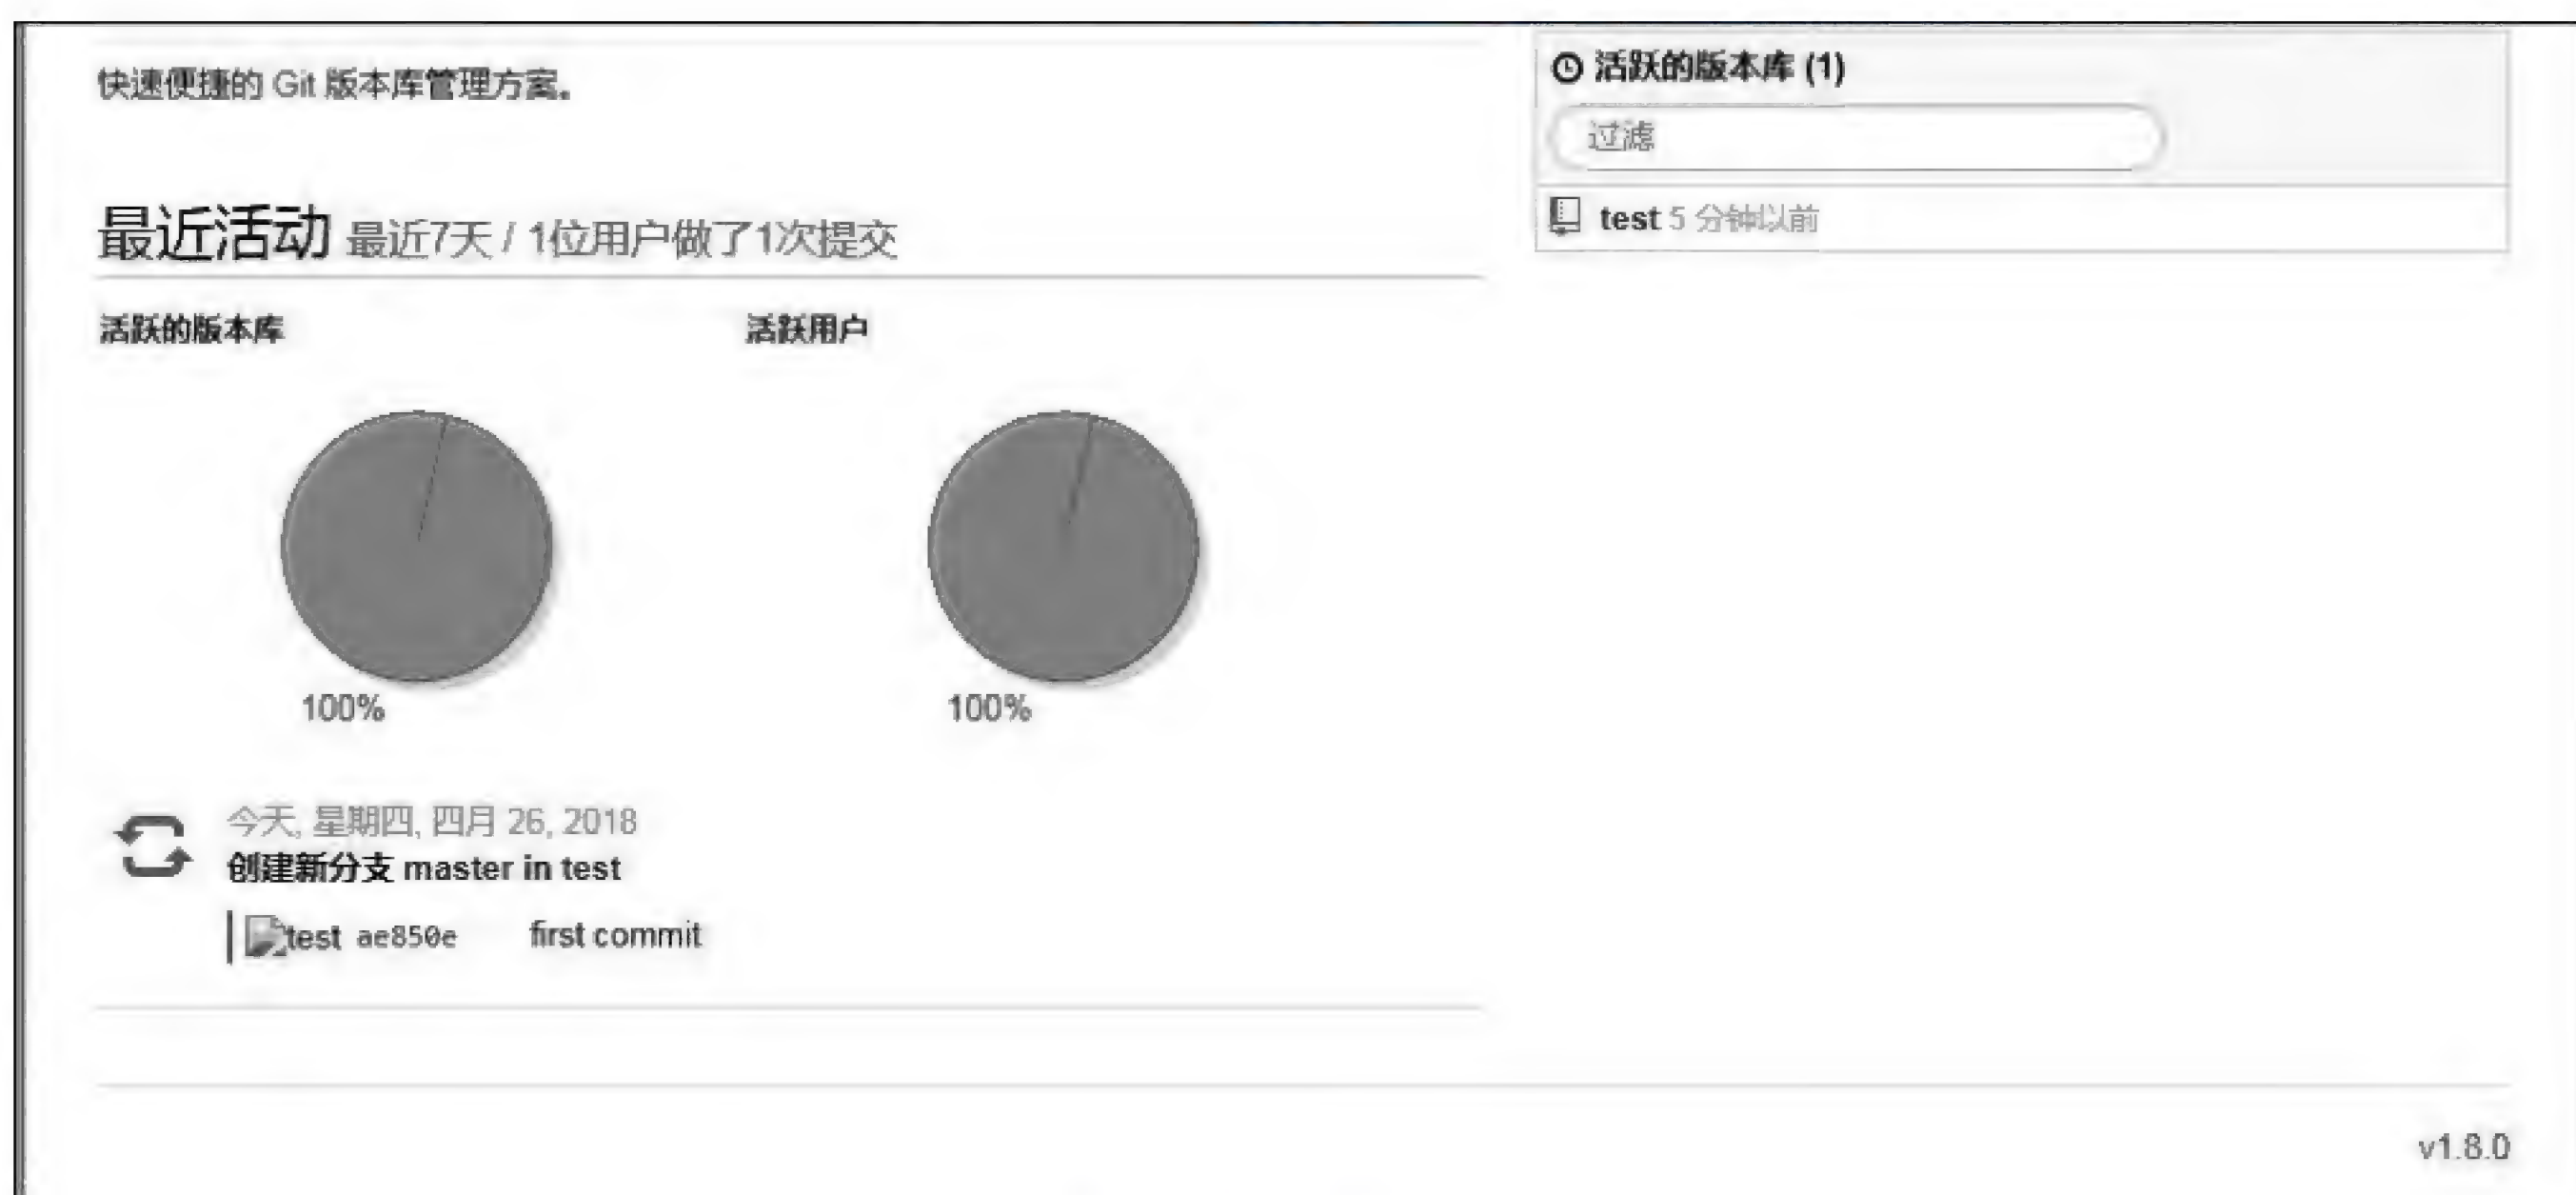 快速便捷的 Git 版本库管理方案。
最近活动 最近7天 / 1位用户做了1次提交
活跃的版本库
活跃用户
100%
100%
今天, 星期四, 四月 26, 2018
创建新分支 master in test
test ae850e first commit
活跃的版本库 (1)
过滤
test 5 分钟以前
v1.8.0